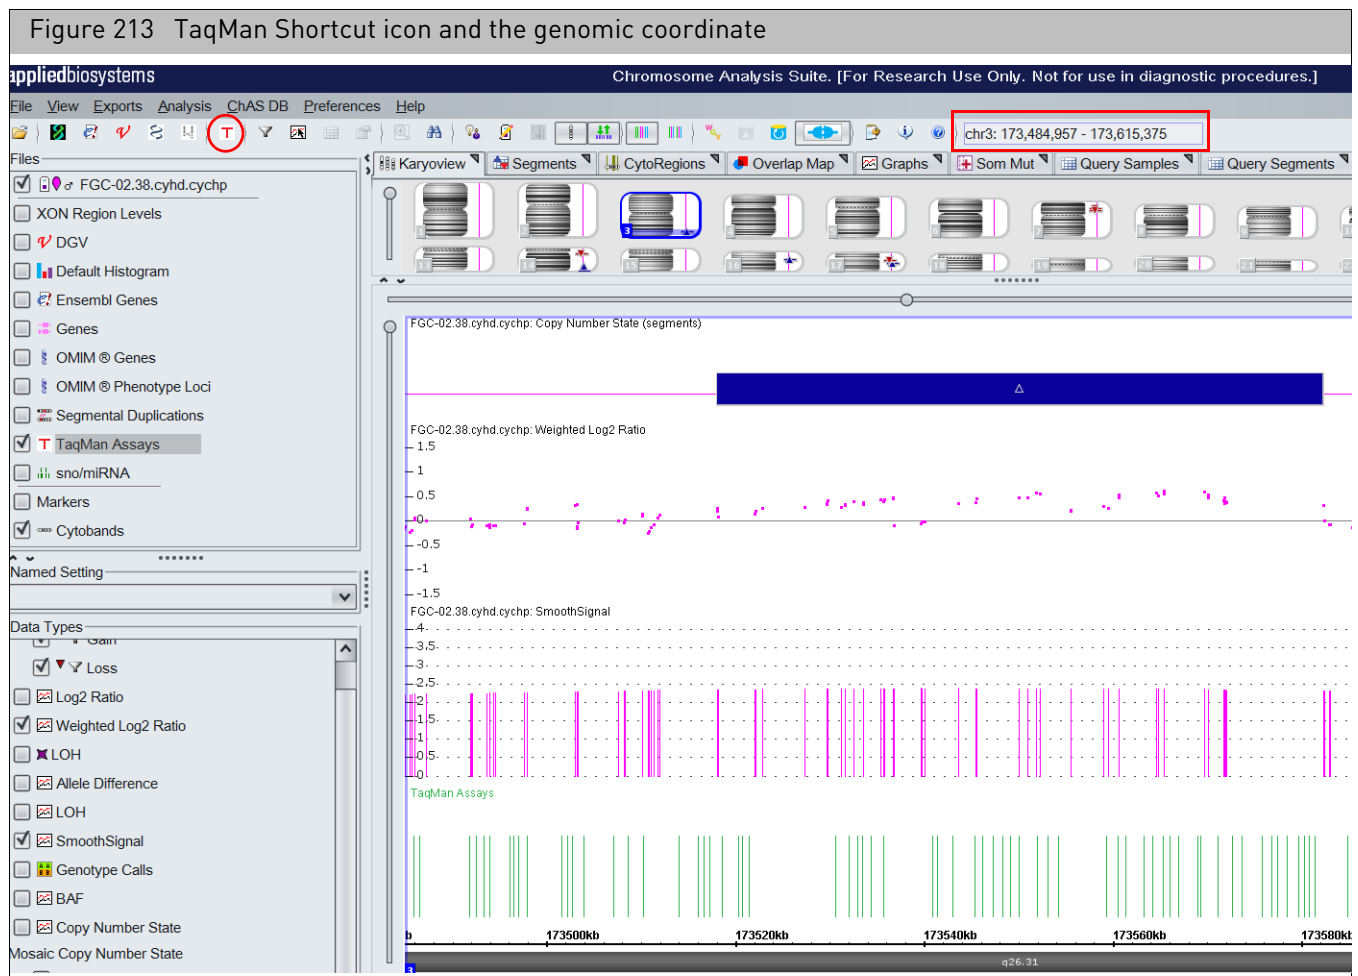 Figure 213 TaqMan Shortcut icon and the genomic coordinate
appliedbiosystems
Chromosome Analysis Suite. [For Research Use Only. Not for use in diagnostic procedures.]
File View Exports Analysis ChAS DB Preferences Help
chr3: 173,484,957 - 173,615,375
Files
Karyoview Segments CytoRegions Overlap Map Graphs Som Mut Query Samples Query Segments
FGC-02.38.cyhd.cychp
XON Region Levels
DGV
Default Histogram
Ensembl Genes
Genes
OMIM ® Genes
OMIM ® Phenotype Loci
Segmental Duplications
TaqMan Assays
sno/miRNA
Markers
Cytobands
Named Setting
Data Types
Gain
Loss
Log2 Ratio
Weighted Log2 Ratio
LOH
Allele Difference
LOH
SmoothSignal
Genotype Calls
BAF
Copy Number State
Mosaic Copy Number State
FGC-02.38.cyhd.cychp: Copy Number State (segments)
FGC-02.38.cyhd.cychp: Weighted Log2 Ratio
1.5
1
0.5
0
-0.5
-1
-1.5
FGC-02.38.cyhd.cychp: SmoothSignal
4
3.5
3
2.5
2
1.5
1
0.5
0
TaqMan Assays
b 173500kb 173520kb 173540kb 173560kb 173580kb
q26.31
3